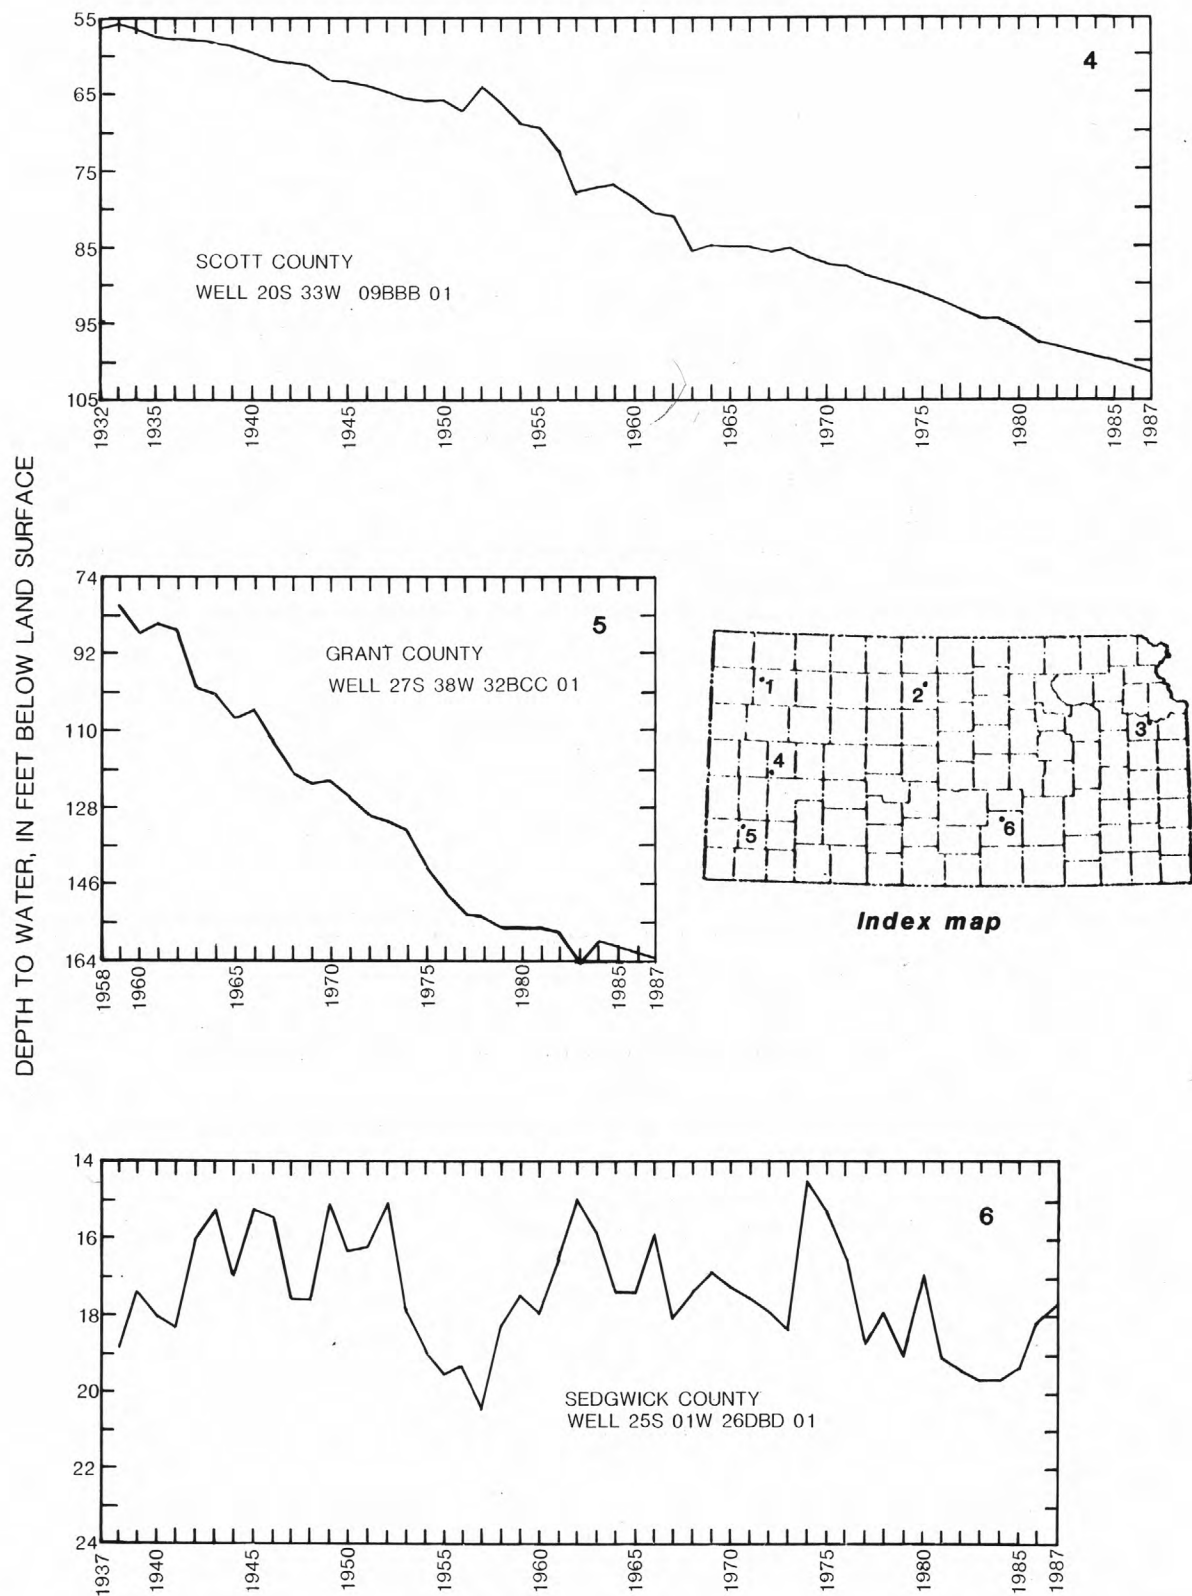 DEPTH TO WATER, IN FEET BELOW LAND SURFACE
4
55
65
75
85
95
105
SCOTT COUNTY
WELL 20S 33W 09BBB 01
1932 1935 1940 1945 1950 1955 1960 1965 1970 1975 1980 1985 1987
5
74
92
110
128
146
164
GRANT COUNTY
WELL 27S 38W 32BCC 01
1958 1960 1965 1970 1975 1980 1985 1987
1
2
3
4
5
6
Index map
6
14
16
18
20
22
24
SEDGWICK COUNTY
WELL 25S 01W 26DBD 01
1937 1940 1945 1950 1955 1960 1965 1970 1975 1980 1985 1987